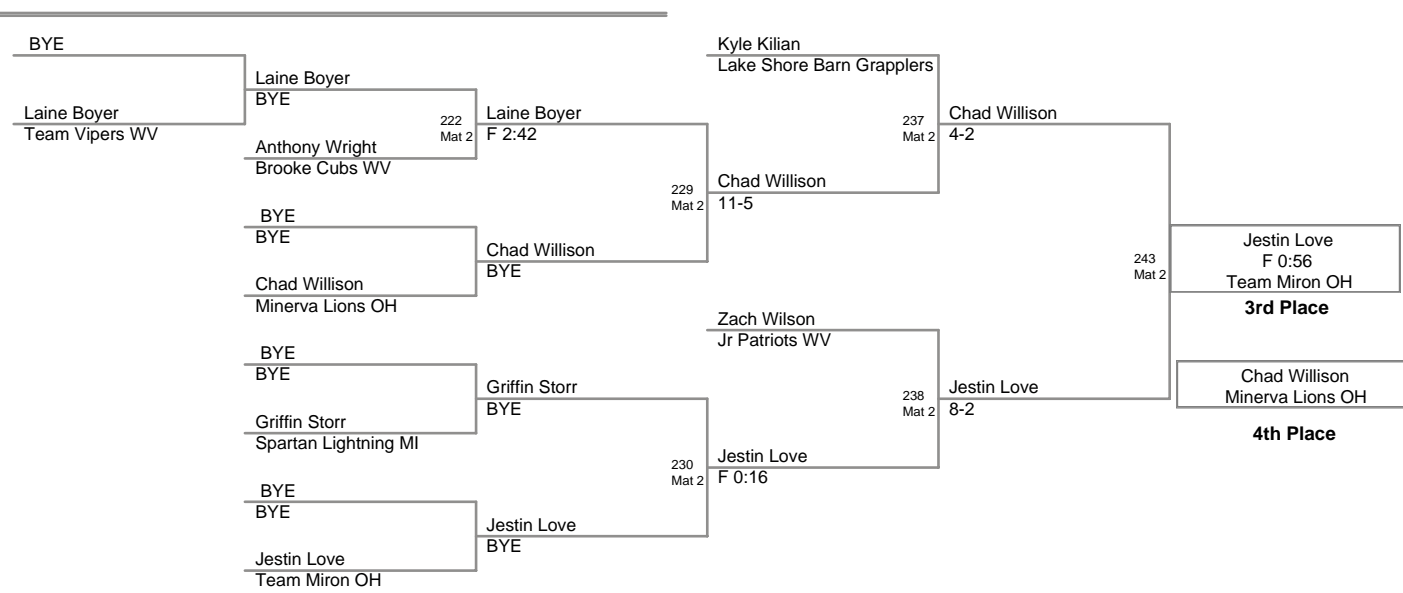 BYE
Laine Boyer
Team Vipers WV
Laine Boyer
BYE
Anthony Wright
Brooke Cubs WV
BYE
BYE
Chad Willison
Minerva Lions OH
BYE
BYE
Griffin Storr
Spartan Lightning MI
BYE
BYE
Jestin Love
Team Miron OH
222
Mat 2
Laine Boyer
F 2:42
Chad Willison
BYE
Griffin Storr
BYE
Jestin Love
BYE
229
Mat 2
230
Mat 2
Kyle Kilian
Lake Shore Barn Grapplers
Chad Willison
11-5
Zach Wilson
Jr Patriots WV
Jestin Love
F 0:16
237
Mat 2
238
Mat 2
Chad Willison
4-2
Jestin Love
8-2
243
Mat 2
Jestin Love
F 0:56
Team Miron OH
3rd Place
Chad Willison
Minerva Lions OH
4th Place